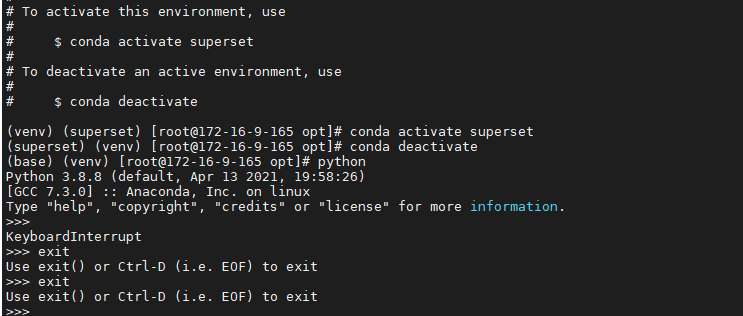 # To activate this environment, use
#
#     $ conda activate superset
#
# To deactivate an active environment, use
#
#     $ conda deactivate
(venv) (superset) [root@172-16-9-165 opt]# conda activate superset
(superset) (venv) [root@172-16-9-165 opt]# conda deactivate
(base) (venv) [root@172-16-9-165 opt]# python
Python 3.8.8 (default, Apr 13 2021, 19:58:26)
[GCC 7.3.0] :: Anaconda, Inc. on linux
Type "help", "copyright", "credits" or "license" for more information.
>>>
KeyboardInterrupt
>>> exit
Use exit() or Ctrl-D (i.e. EOF) to exit
>>> exit
Use exit() or Ctrl-D (i.e. EOF) to exit
>>>